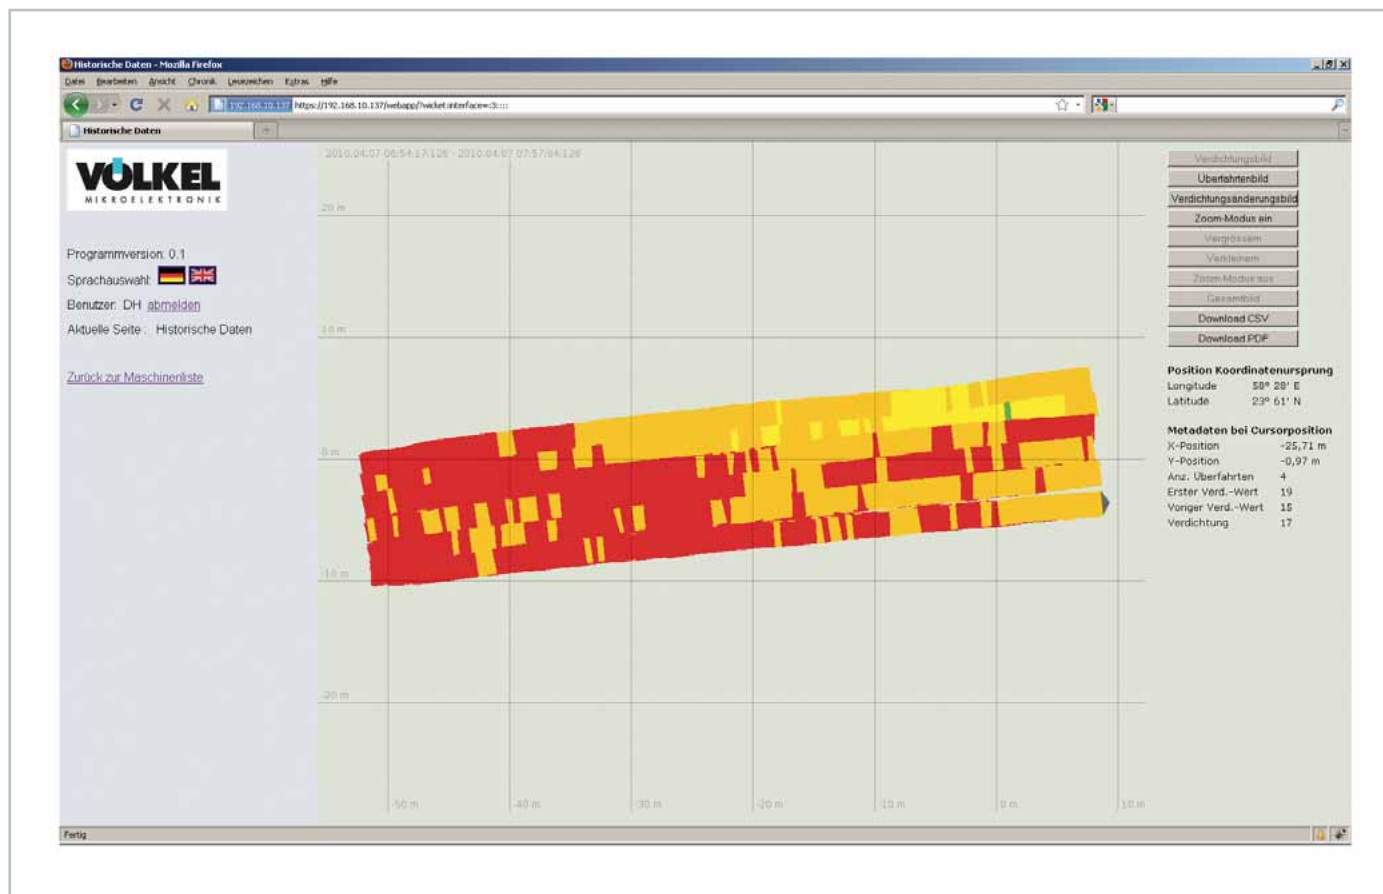 Historische Daten - Mozilla Firefox
Datei Bearbeiten Ansicht Chronik Lesezeichen Extras Hilfe
192.168.10.137 https://192.168.10.137/webapp/?wicket:interface=:3::::
Historische Daten
VÖLKEL
MIKROELEKTRONIK
Programmversion: 0.1
Sprachauswahl:
Benutzer: DH abmelden
Aktuelle Seite : Historische Daten
Zurück zur Maschinenliste
2010.04.07 06:54:17:126 - 2010.04.07 07:57:04:126
20 m
10 m
0 m
-10 m
-20 m
-50 m -40 m -30 m -20 m -10 m 0 m 10 m
Verdichtungsbild
Überfahrtenbild
Verdichtungsänderungsbild
Zoom-Modus ein
Vergrössern
Verkleinern
Zoom-Modus aus
Gesamtbild
Download CSV
Download PDF
Position Koordinatenursprung
Longitude 58° 28' E
Latitude 23° 61' N
Metadaten bei Cursorposition
X-Position -25,71 m
Y-Position -0,97 m
Anz. Überfahrten 4
Erster Verd.-Wert 19
Voriger Verd.-Wert 15
Verdichtung 17
Fertig